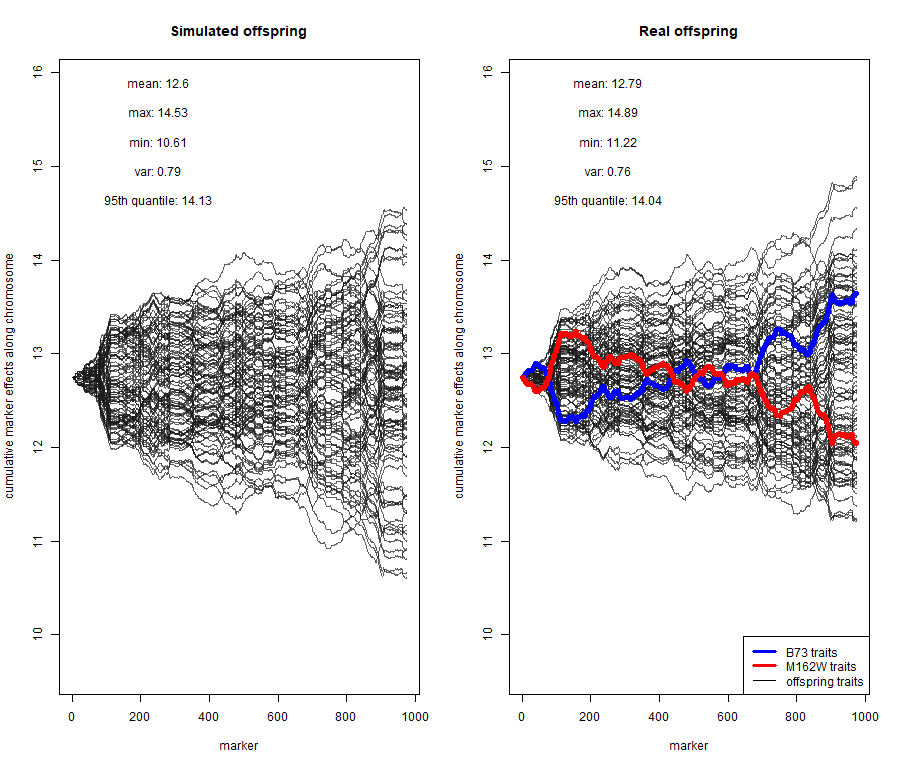 Simulated offspring
mean: 12.6
max: 14.53
min: 10.61
var: 0.79
95th quantile: 14.13
16
15
14
13
12
11
10
cumulative marker effects along chromosome
0 200 400 600 800 1000
marker
Real offspring
mean: 12.79
max: 14.89
min: 11.22
var: 0.76
95th quantile: 14.04
16
15
14
13
12
11
10
cumulative marker effects along chromosome
B73 traits
M162W traits
offspring traits
0 200 400 600 800 1000
marker